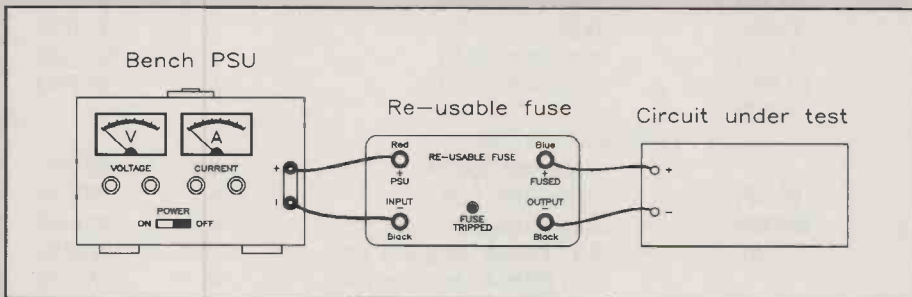 Bench PSU
Re-usable fuse
Circuit under test
V
A
VOLTAGE
CURRENT
POWER
ON
OFF
+
-
Red
+
PSU
RE-USABLE FUSE
Blue
+
FUSED
INPUT
-
Black
FUSE
TRIPPED
OUTPUT
-
Black
+
-